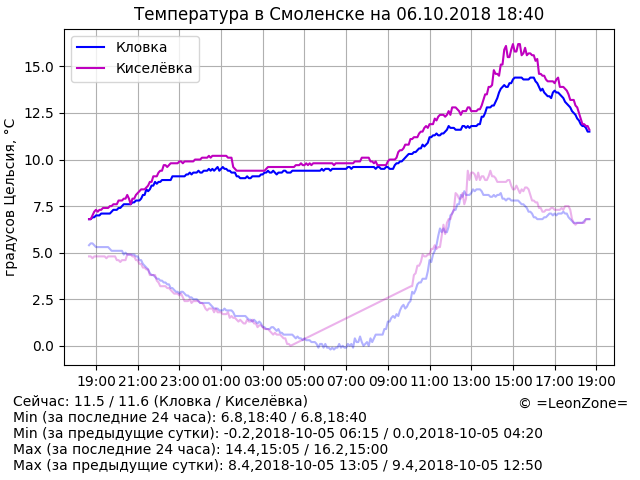 Температура в Смоленске на 06.10.2018 18:40
Кловка
Киселёвка
градусов Цельсия, °C
15.0
12.5
10.0
7.5
5.0
2.5
0.0
19:00 21:00 23:00 01:00 03:00 05:00 07:00 09:00 11:00 13:00 15:00 17:00 19:00
Сейчас: 11.5 / 11.6 (Кловка / Киселёвка)
© =LeonZone=
Min (за последние 24 часа): 6.8,18:40 / 6.8,18:40
Min (за предыдущие сутки): -0.2,2018-10-05 06:15 / 0.0,2018-10-05 04:20
Max (за последние 24 часа): 14.4,15:05 / 16.2,15:00
Max (за предыдущие сутки): 8.4,2018-10-05 13:05 / 9.4,2018-10-05 12:50